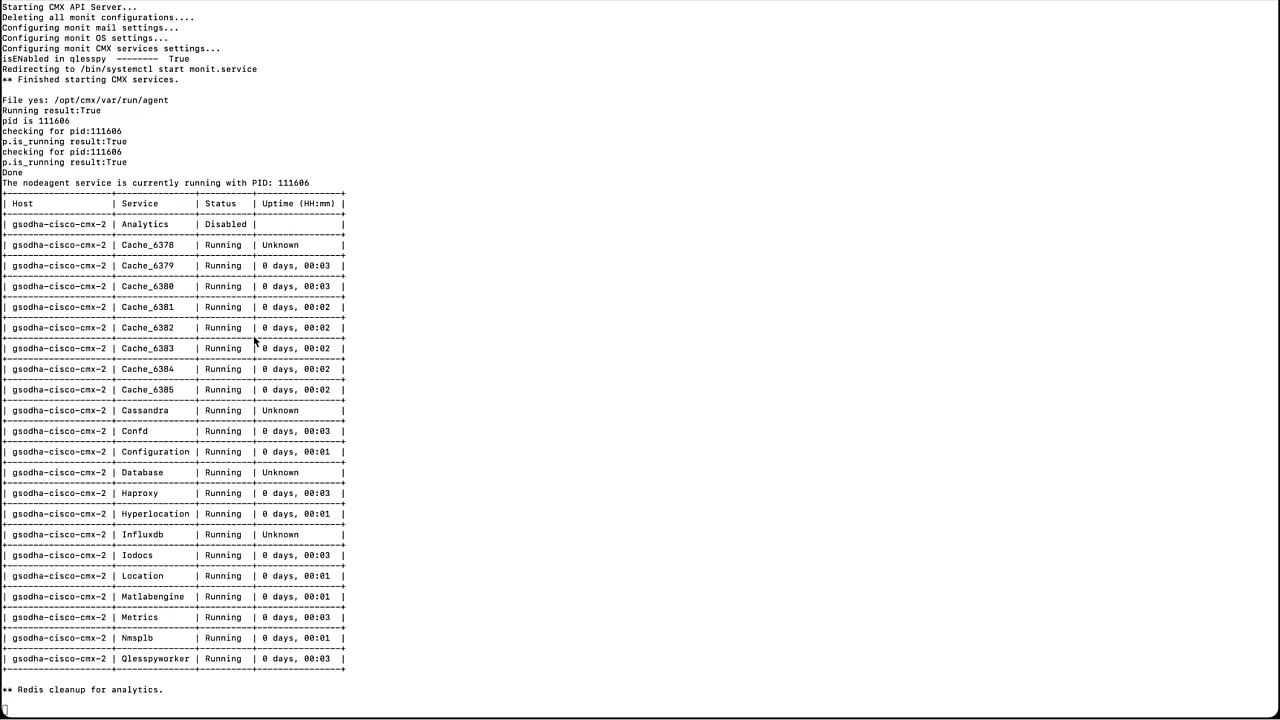 Starting CMX API Server...
Deleting all monit configurations....
Configuring monit mail settings...
Configuring monit OS settings...
Configuring monit CMX services settings...
isENabled in qlesspy  --------  True
Redirecting to /bin/systemctl start monit.service
** Finished starting CMX services.

File yes: /opt/cmx/var/run/agent
Running result:True
pid is 111606
checking for pid:111606
p.is_running result:True
checking for pid:111606
p.is_running result:True
Done
The nodeagent service is currently running with PID: 111606
+--------------------+---------------+----------+----------------+
| Host               | Service       | Status   | Uptime (HH:mm) |
+--------------------+---------------+----------+----------------+
| gsodha-cisco-cmx-2 | Analytics     | Disabled |                |
+--------------------+---------------+----------+----------------+
| gsodha-cisco-cmx-2 | Cache_6378    | Running  | Unknown        |
+--------------------+---------------+----------+----------------+
| gsodha-cisco-cmx-2 | Cache_6379    | Running  | 0 days, 00:03  |
+--------------------+---------------+----------+----------------+
| gsodha-cisco-cmx-2 | Cache_6380    | Running  | 0 days, 00:03  |
+--------------------+---------------+----------+----------------+
| gsodha-cisco-cmx-2 | Cache_6381    | Running  | 0 days, 00:02  |
+--------------------+---------------+----------+----------------+
| gsodha-cisco-cmx-2 | Cache_6382    | Running  | 0 days, 00:02  |
+--------------------+---------------+----------+----------------+
| gsodha-cisco-cmx-2 | Cache_6383    | Running  | 0 days, 00:02  |
+--------------------+---------------+----------+----------------+
| gsodha-cisco-cmx-2 | Cache_6384    | Running  | 0 days, 00:02  |
+--------------------+---------------+----------+----------------+
| gsodha-cisco-cmx-2 | Cache_6385    | Running  | 0 days, 00:02  |
+--------------------+---------------+----------+----------------+
| gsodha-cisco-cmx-2 | Cassandra     | Running  | Unknown        |
+--------------------+---------------+----------+----------------+
| gsodha-cisco-cmx-2 | Confd         | Running  | 0 days, 00:03  |
+--------------------+---------------+----------+----------------+
| gsodha-cisco-cmx-2 | Configuration | Running  | 0 days, 00:01  |
+--------------------+---------------+----------+----------------+
| gsodha-cisco-cmx-2 | Database      | Running  | Unknown        |
+--------------------+---------------+----------+----------------+
| gsodha-cisco-cmx-2 | Haproxy       | Running  | 0 days, 00:03  |
+--------------------+---------------+----------+----------------+
| gsodha-cisco-cmx-2 | Hyperlocation | Running  | 0 days, 00:01  |
+--------------------+---------------+----------+----------------+
| gsodha-cisco-cmx-2 | Influxdb      | Running  | Unknown        |
+--------------------+---------------+----------+----------------+
| gsodha-cisco-cmx-2 | Iodocs        | Running  | 0 days, 00:03  |
+--------------------+---------------+----------+----------------+
| gsodha-cisco-cmx-2 | Location      | Running  | 0 days, 00:01  |
+--------------------+---------------+----------+----------------+
| gsodha-cisco-cmx-2 | Matlabengine  | Running  | 0 days, 00:01  |
+--------------------+---------------+----------+----------------+
| gsodha-cisco-cmx-2 | Metrics       | Running  | 0 days, 00:03  |
+--------------------+---------------+----------+----------------+
| gsodha-cisco-cmx-2 | Nmsplb        | Running  | 0 days, 00:01  |
+--------------------+---------------+----------+----------------+
| gsodha-cisco-cmx-2 | Qlesspyworker | Running  | 0 days, 00:03  |
+--------------------+---------------+----------+----------------+

** Redis cleanup for analytics.